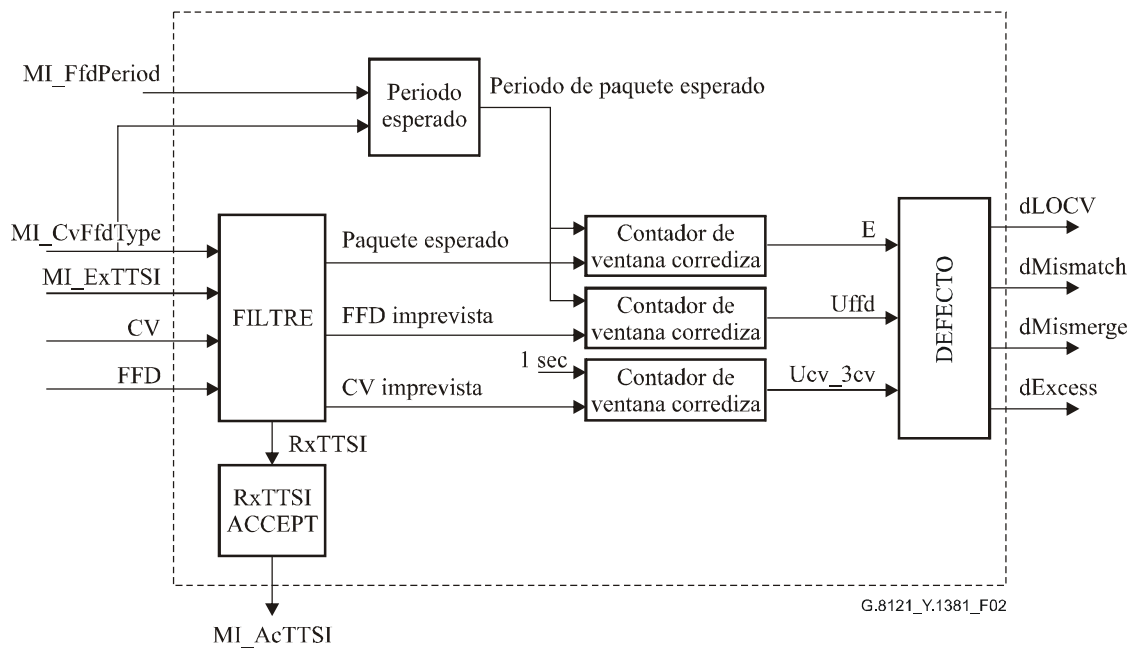 MI_FfdPeriod
Periodo
esperado
Periodo de paquete esperado
MI_CvFfdType
MI_ExTTSI
CV
FFD
FILTRE
Paquete esperado
FFD imprevista
1 sec
CV imprevista
Contador de
ventana corrediza
Contador de
ventana corrediza
Contador de
ventana corrediza
E
Uffd
Ucv_3cv
DEFECTO
dLOCV
dMismatch
dMismerge
dExcess
RxTTSI
RxTTSI
ACCEPT
MI_AcTTSI
G.8121_Y.1381_F02